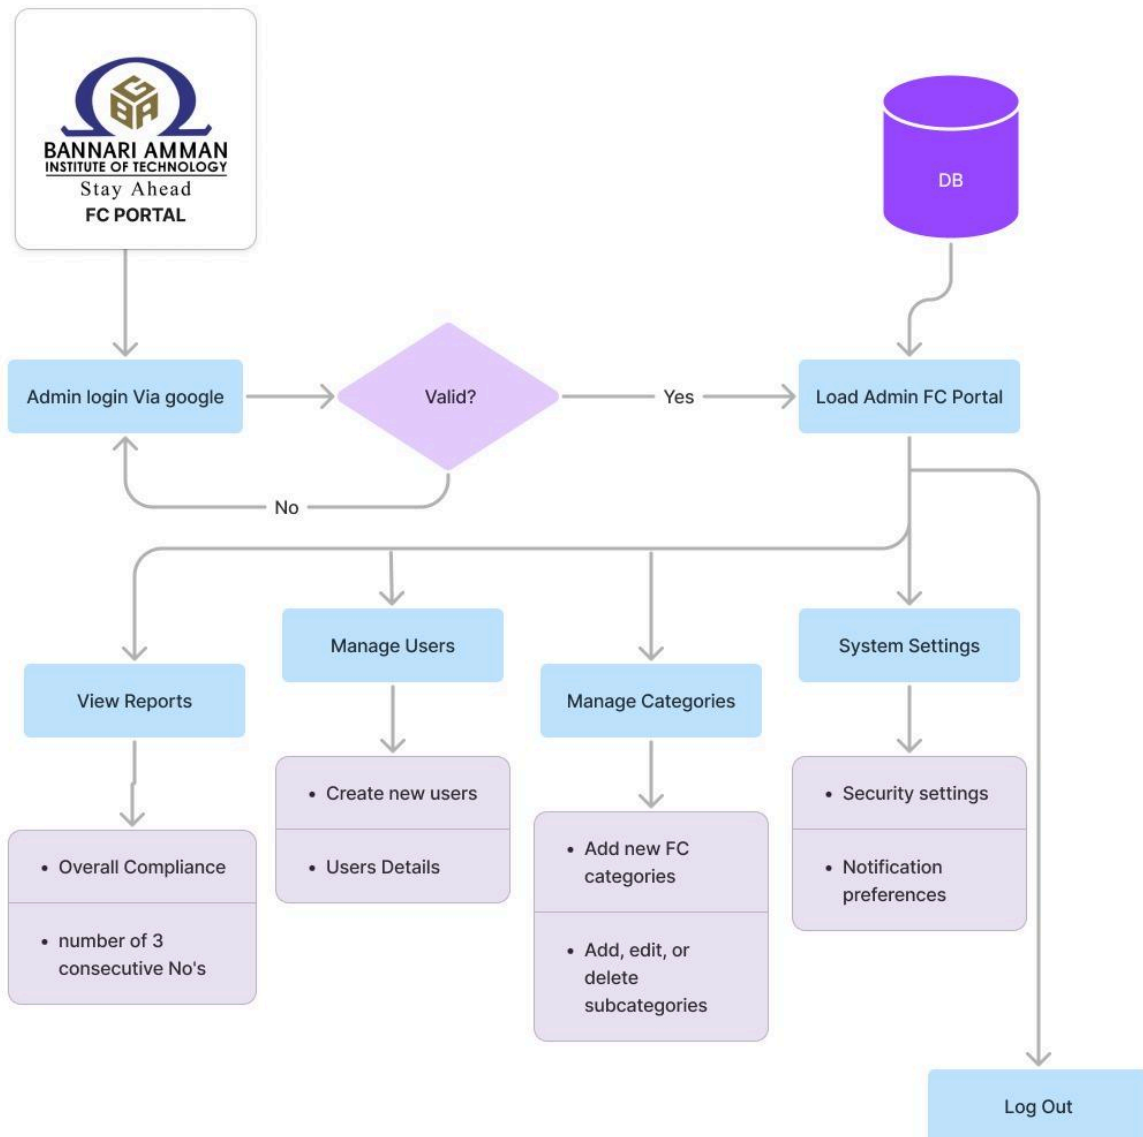 GBA
BANNARI AMMAN
INSTITUTE OF TECHNOLOGY
Stay Ahead
FC PORTAL
DB
Admin login Via google
Valid?
Yes
Load Admin FC Portal
No
Manage Users
System Settings
View Reports
Manage Categories
• Create new users
• Users Details
• Security settings
• Notification
preferences
• Overall Compliance
• number of 3
consecutive No's
• Add new FC
categories
• Add, edit, or
delete
subcategories
Log Out